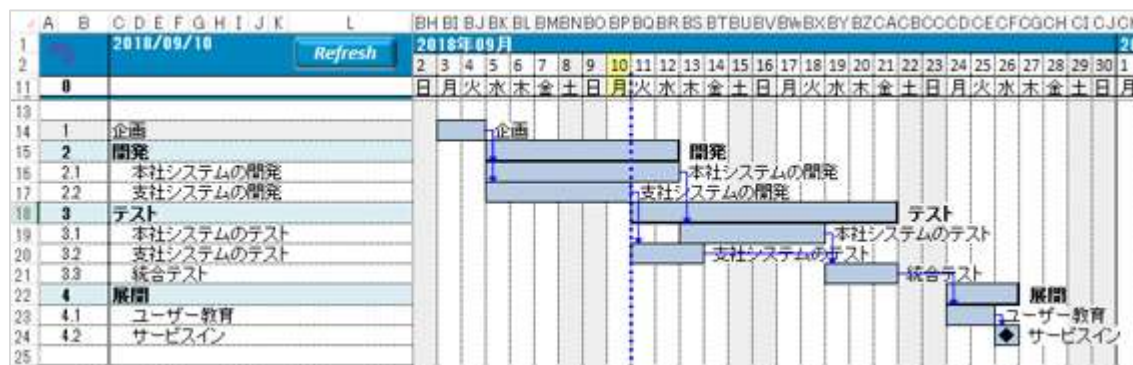 A B C D E F G H I J K L BH BI BJ BK BL BM BN BO BP BQ BR BS BT BU BV BW BX BY BZ CA CB CC CD CE CF CG CH CI CJ
1 2018/09/10 Refresh 2018年09月
2 2 3 4 5 6 7 8 9 10 11 12 13 14 15 16 17 18 19 20 21 22 23 24 25 26 27 28 29 30 1
11 0 日 月 火 水 木 金 土 日 月 火 水 木 金 土 日 月 火 水 木 金 土 日 月 火 水 木 金 土 日 月
13
14 1 企画 企画
15 2 開発 開発
16 2.1 本社システムの開発 本社システムの開発
17 2.2 支社システムの開発 支社システムの開発
18 3 テスト テスト
19 3.1 本社システムのテスト 本社システムのテスト
20 3.2 支社システムのテスト 支社システムのテスト
21 3.3 統合テスト 統合テスト
22 4 展開 展開
23 4.1 ユーザー教育 ユーザー教育
24 4.2 サービスイン サービスイン
25